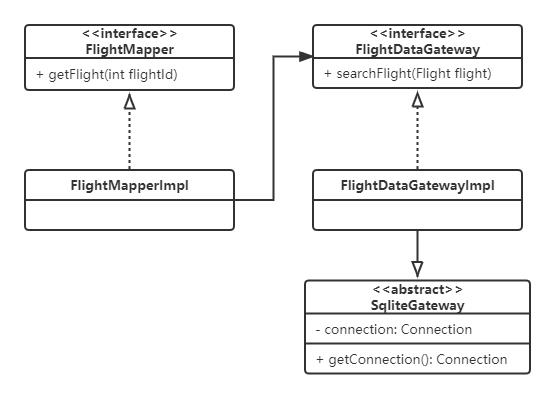 <<interface>>
FlightMapper
+ getFlight(int flightId)
<<interface>>
FlightDataGateway
+ searchFlight(Flight flight)
FlightMapperImpl
FlightDataGatewayImpl
<<abstract>>
SqliteGateway
- connection: Connection
+ getConnection(): Connection